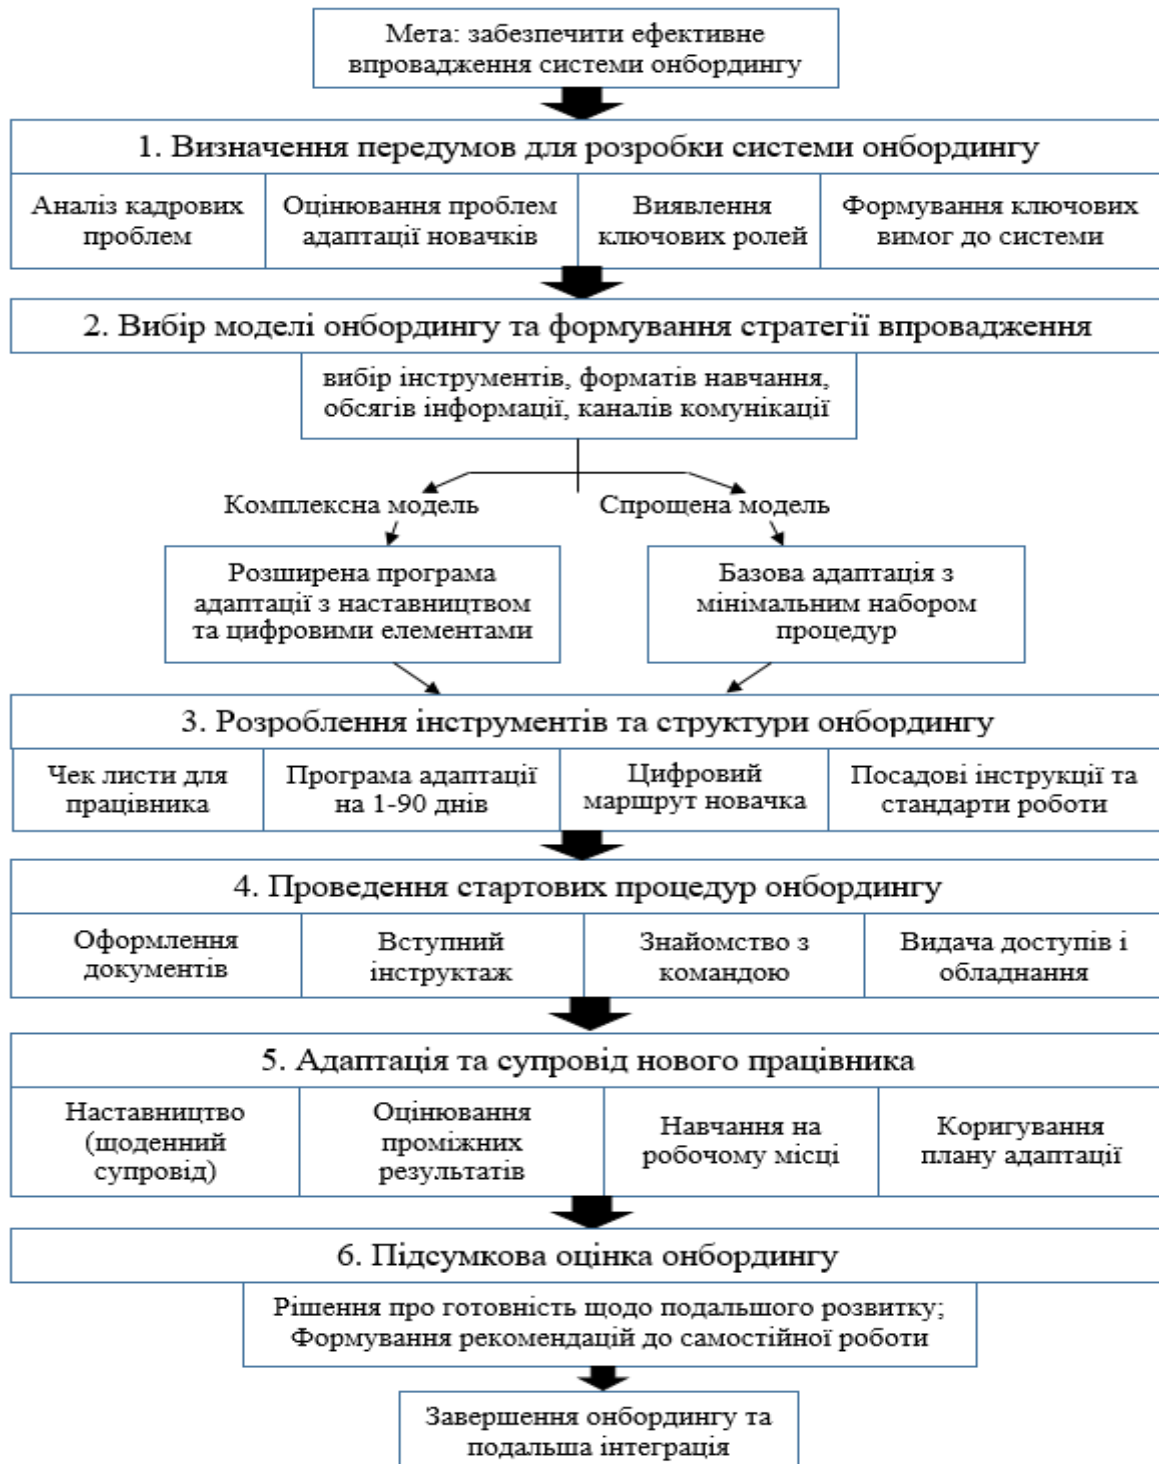 Мета: забезпечити ефективне
впровадження системи онбордингу
1. Визначення передумов для розробки системи онбордингу
Аналіз кадрових
проблем
Оцінювання проблем
адаптації новачків
Виявлення
ключових ролей
Формування ключових
вимог до системи
2. Вибір моделі онбордингу та формування стратегії впровадження
вибір інструментів, форматів навчання,
обсягів інформації, каналів комунікації
Комплексна модель
Спрощена модель
Розширена програма
адаптації з наставництвом
та цифровими елементами
Базова адаптація з
мінімальним набором
процедур
3. Розроблення інструментів та структури онбордингу
Чек листи для
працівника
Програма адаптації
на 1-90 днів
Цифровий
маршрут новачка
Посадові інструкції та
стандарти роботи
4. Проведення стартових процедур онбордингу
Оформлення
документів
Вступний
інструктаж
Знайомство з
командою
Видача доступів і
обладнання
5. Адаптація та супровід нового працівника
Наставництво
(щоденний
супровід)
Оцінювання
проміжних
результатів
Навчання на
робочому місці
Коригування
плану адаптації
6. Підсумкова оцінка онбордингу
Рішення про готовність щодо подальшого розвитку;
Формування рекомендацій до самостійної роботи
Завершення онбордингу та
подальша інтеграція